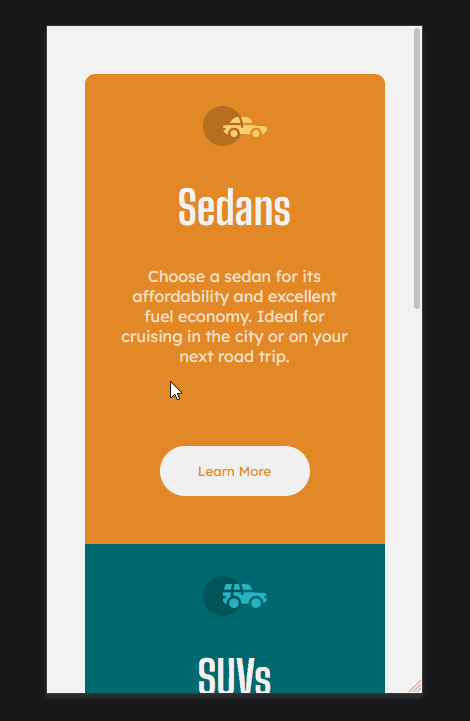 Sedans
Choose a sedan for its
affordability and excellent
fuel economy. Ideal for
cruising in the city or on your
next road trip.
Learn More
SUVs